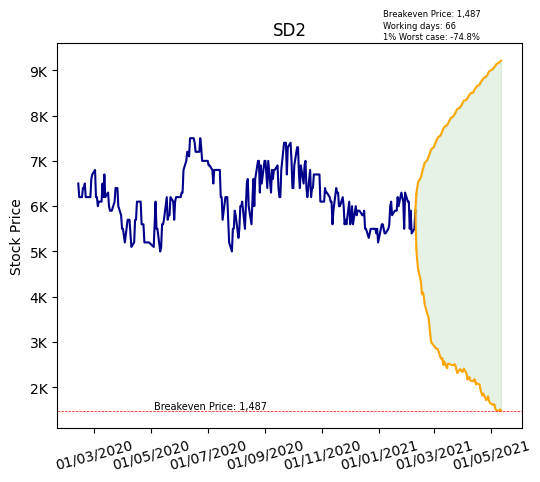 Breakeven Price: 1,487
Working days: 66
1% Worst case: -74.8%
SD2
Stock Price
9K
8K
7K
6K
5K
4K
3K
2K
Breakeven Price: 1,487
01/03/2020
01/05/2020
01/07/2020
01/09/2020
01/11/2020
01/01/2021
01/03/2021
01/05/2021